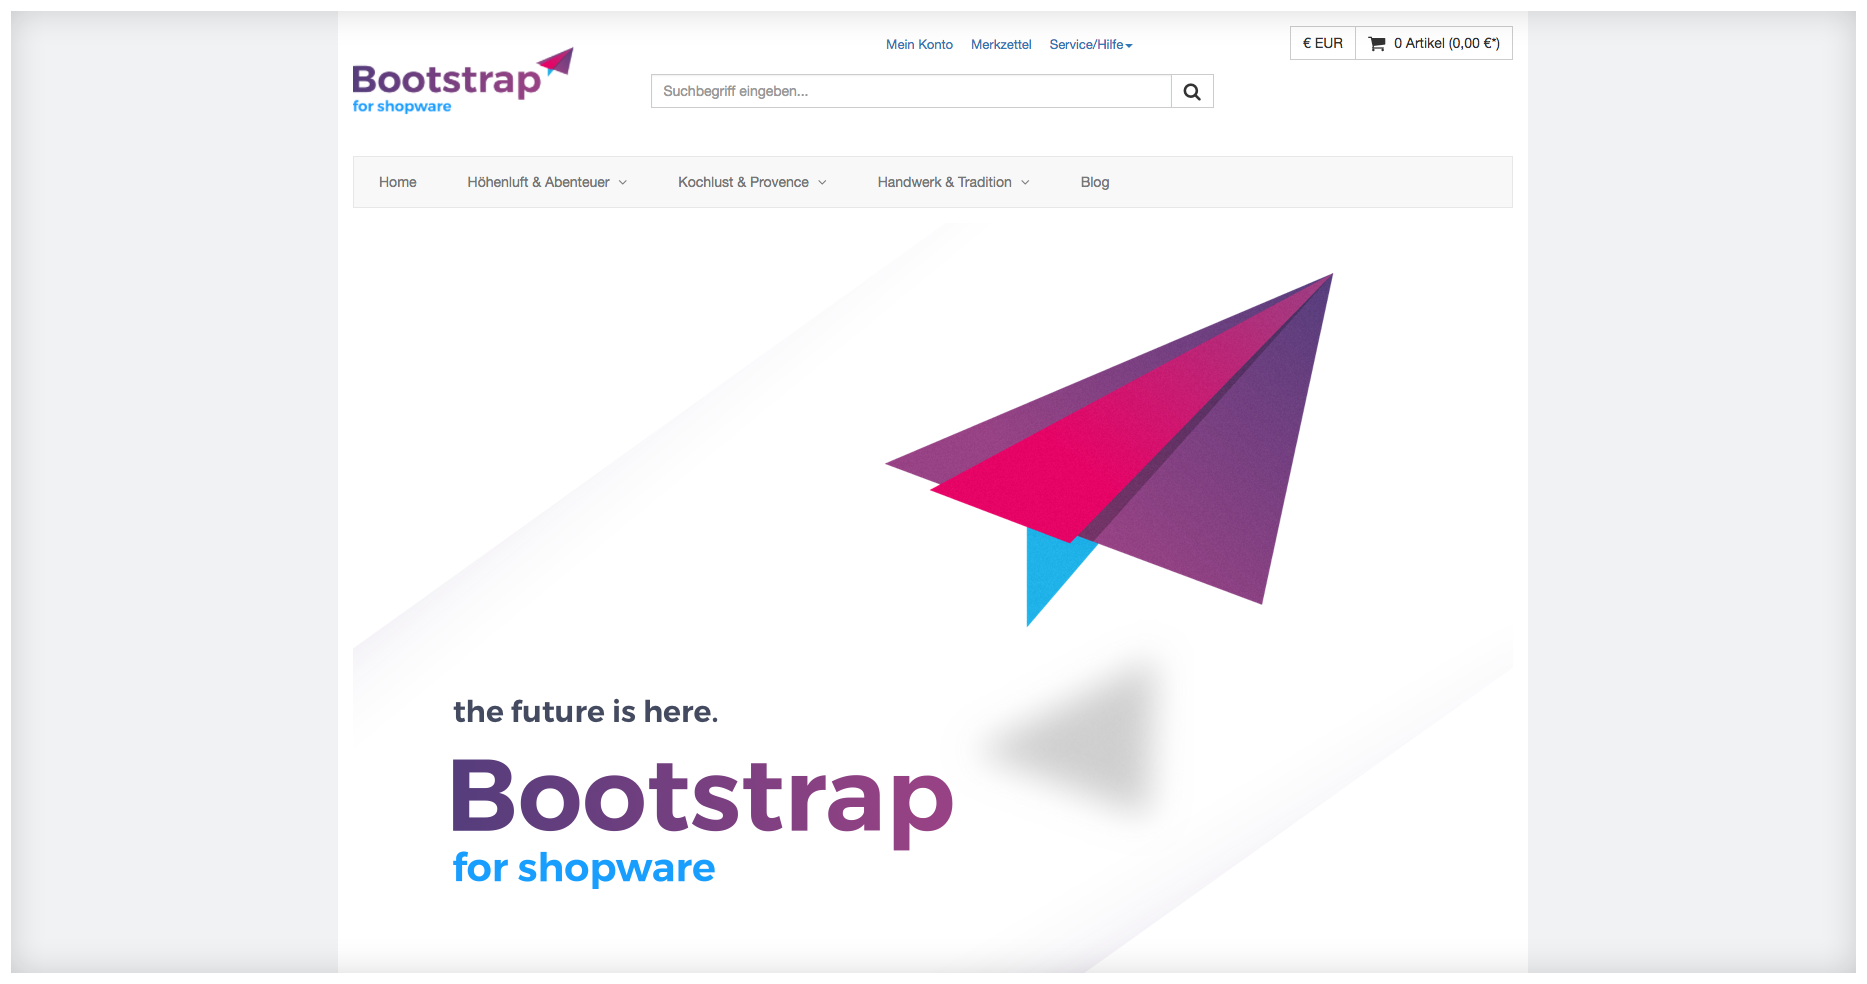 Bootstrap
for shopware
Mein Konto Merkzettel Service/Hilfe
€ EUR 0 Artikel (0,00 €*)
Suchbegriff eingeben...
Home Höhenluft & Abenteuer Kochlust & Provence Handwerk & Tradition Blog
the future is here.
Bootstrap
for shopware